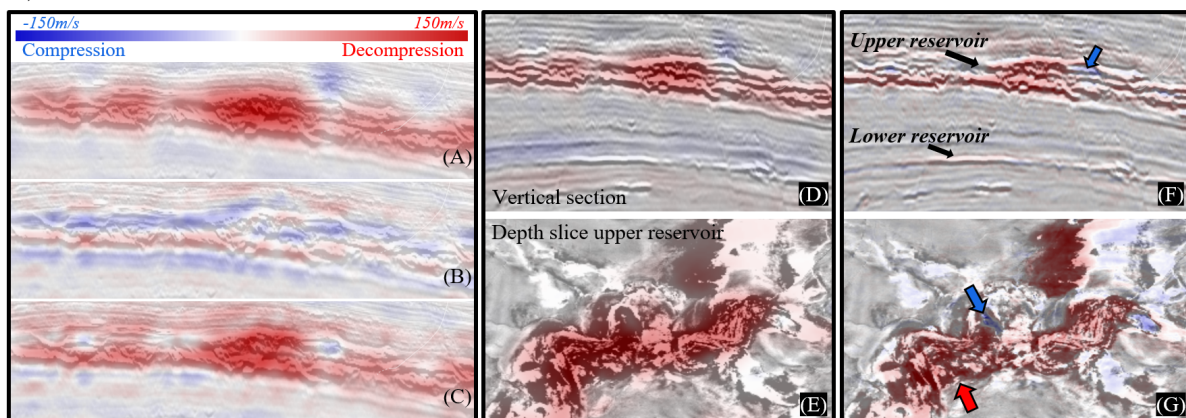 -150m/s 150m/s
Compression Decompression
(A)
(B)
(C)
Vertical section
(D)
Depth slice upper reservoir
(E)
Upper reservoir
Lower reservoir
(F)
(G)